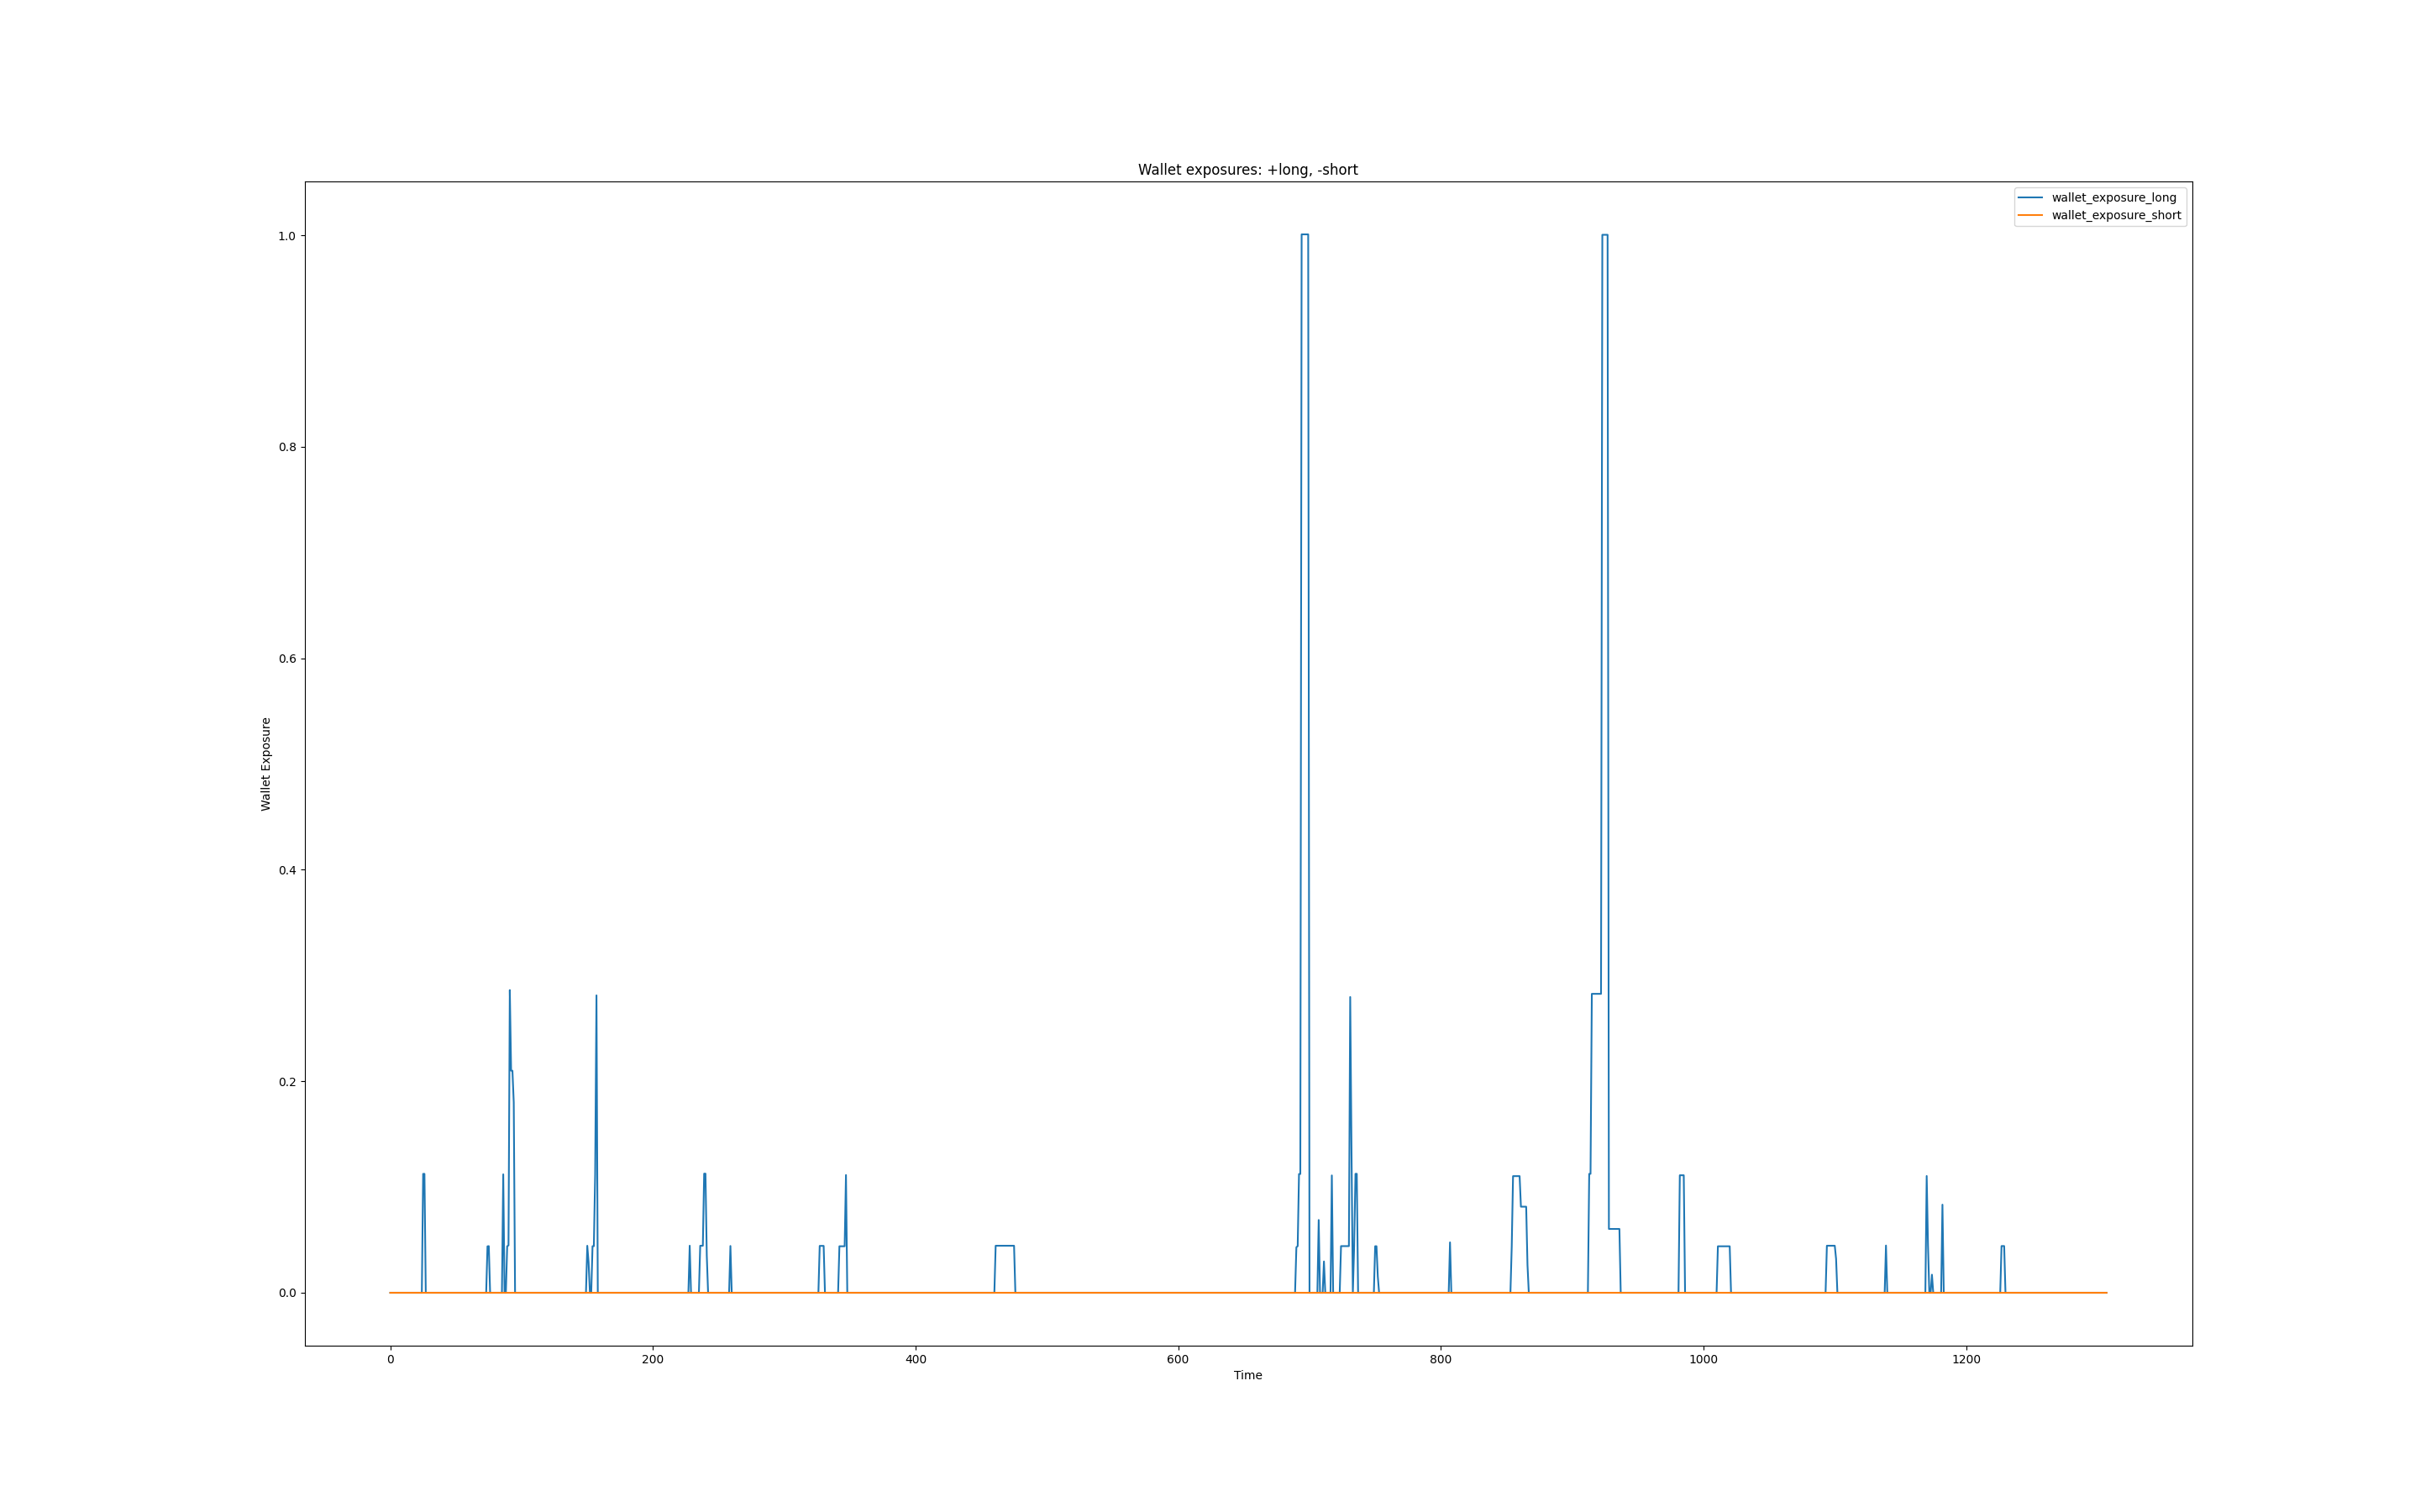 Wallet exposures: +long, -short
wallet_exposure_long
wallet_exposure_short
1.0
0.8
0.6
0.4
0.2
0.0
Wallet Exposure
0 200 400 600 800 1000 1200
Time